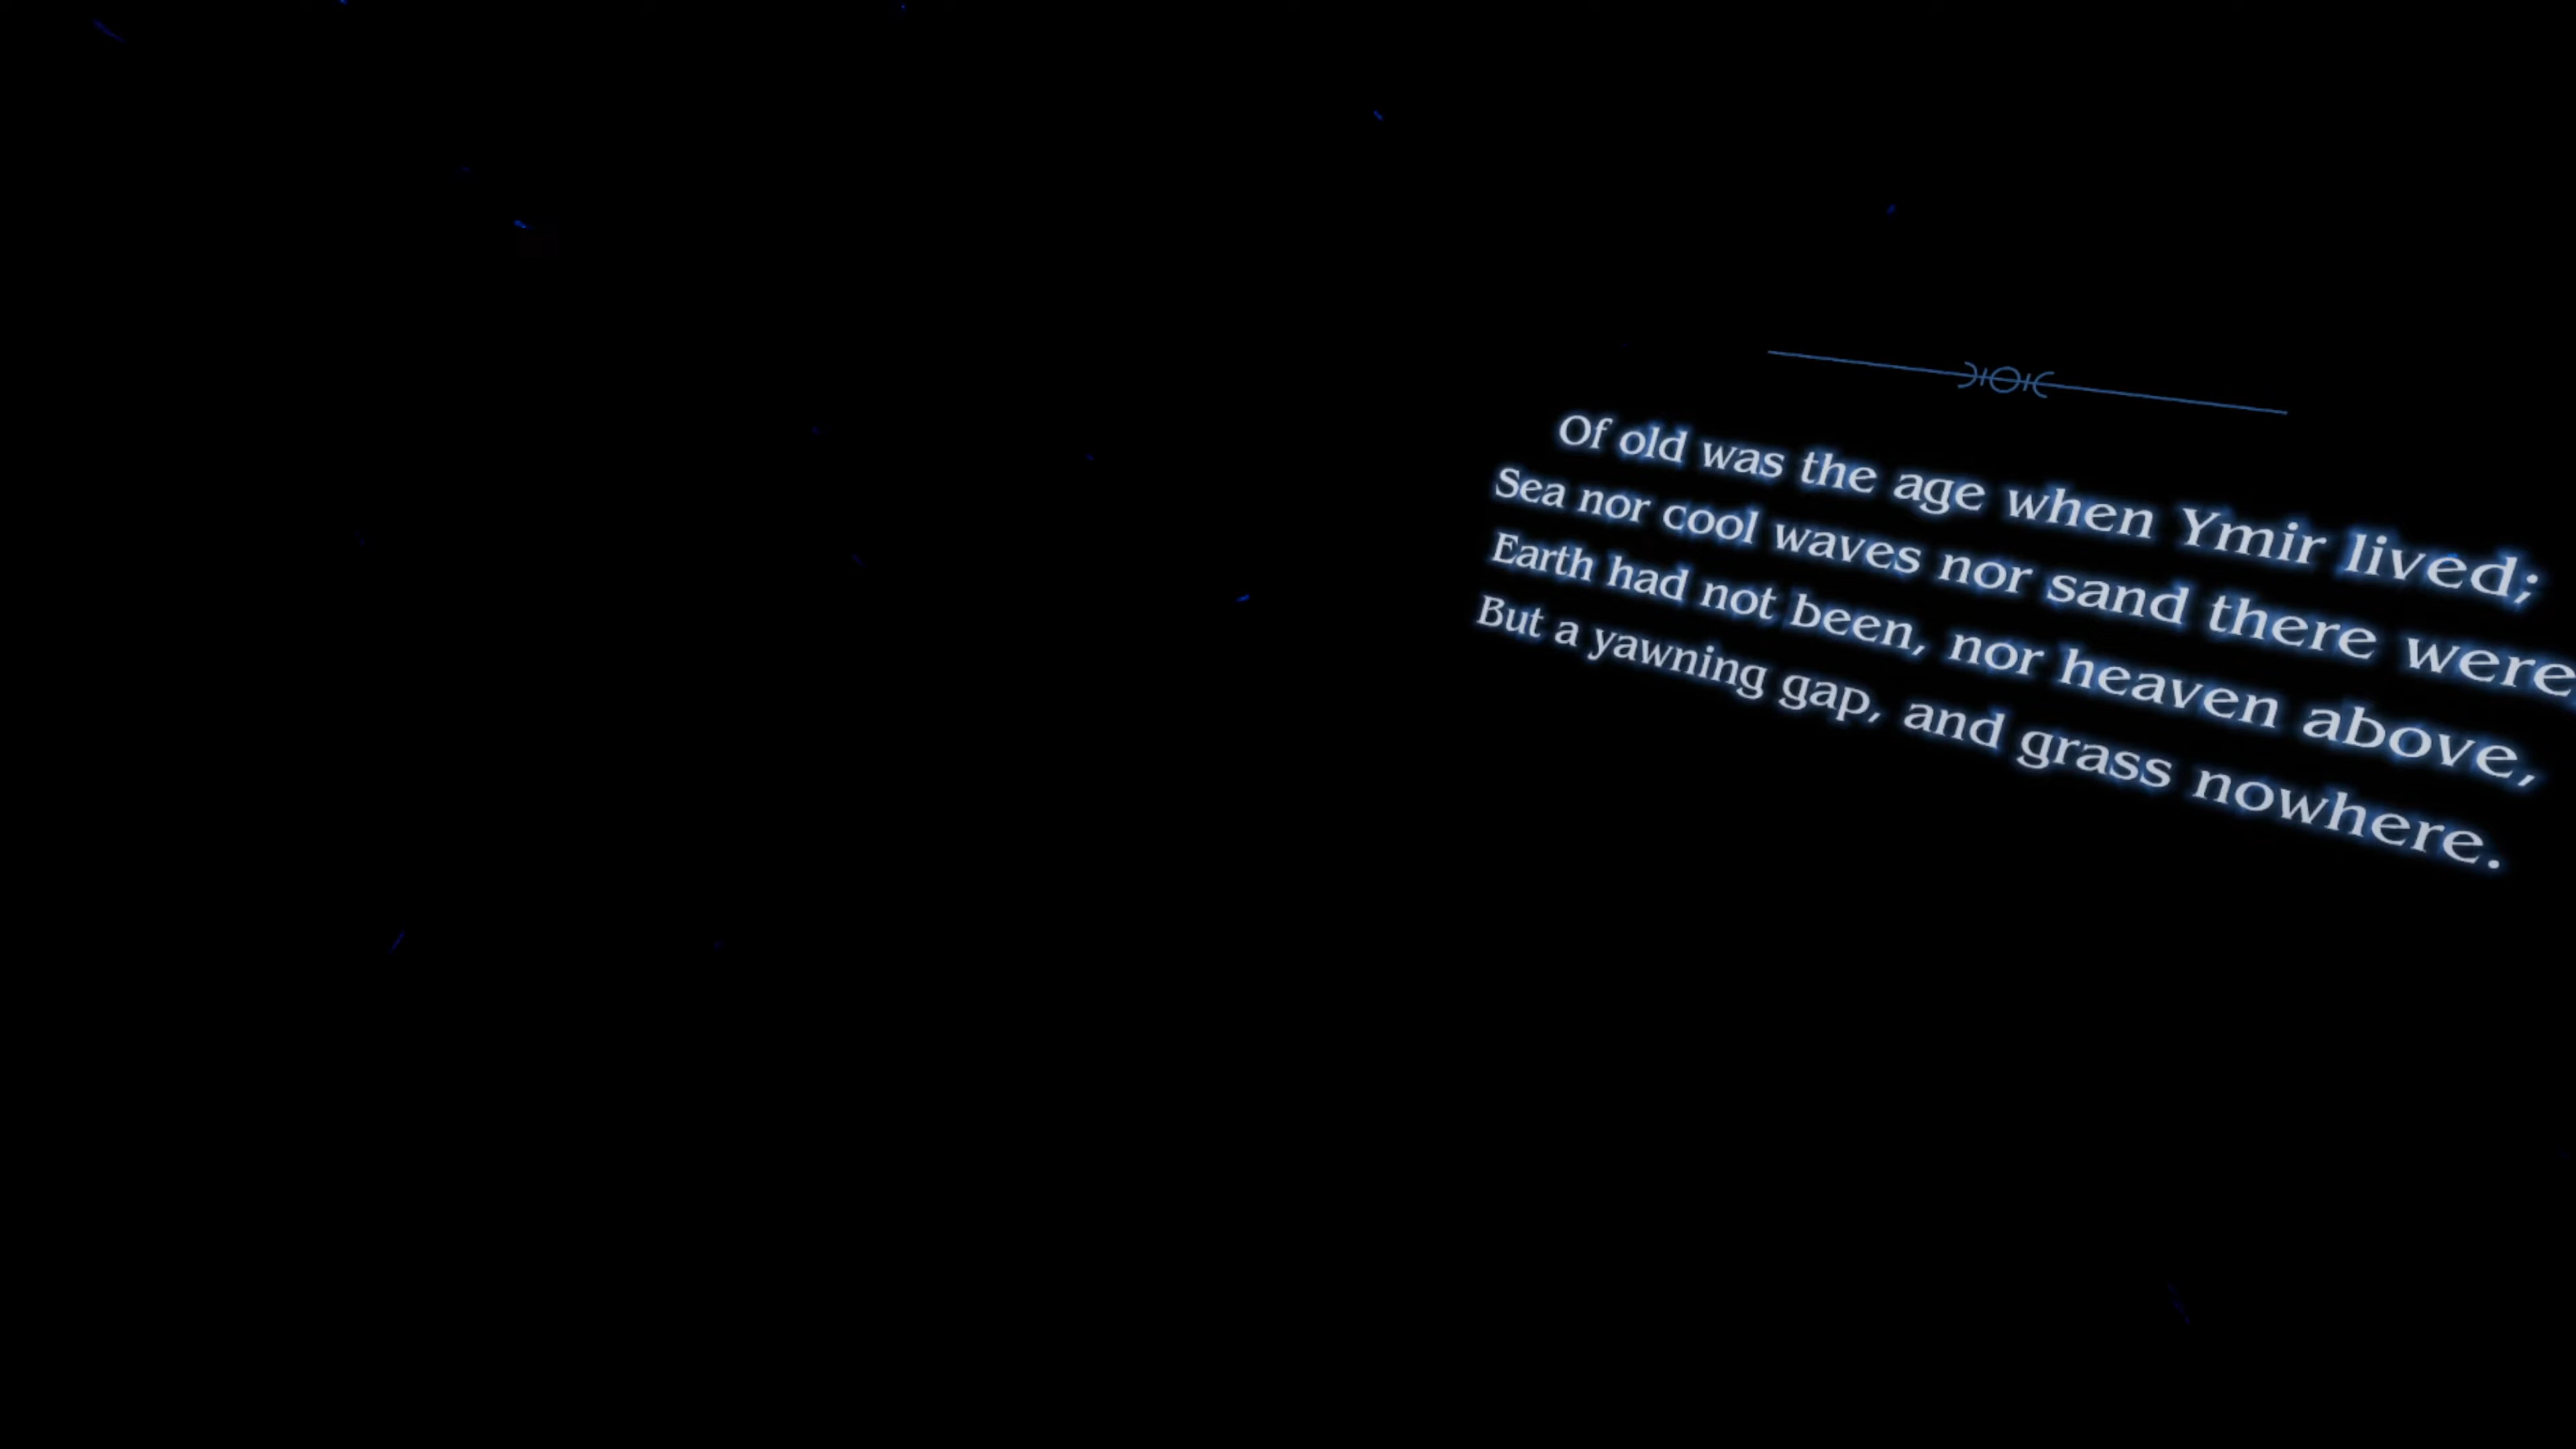 Of old was the age when Ymir lived;
Sea nor cool waves nor sand there were
Earth had not been, nor heaven above,
But a yawning gap, and grass nowhere.